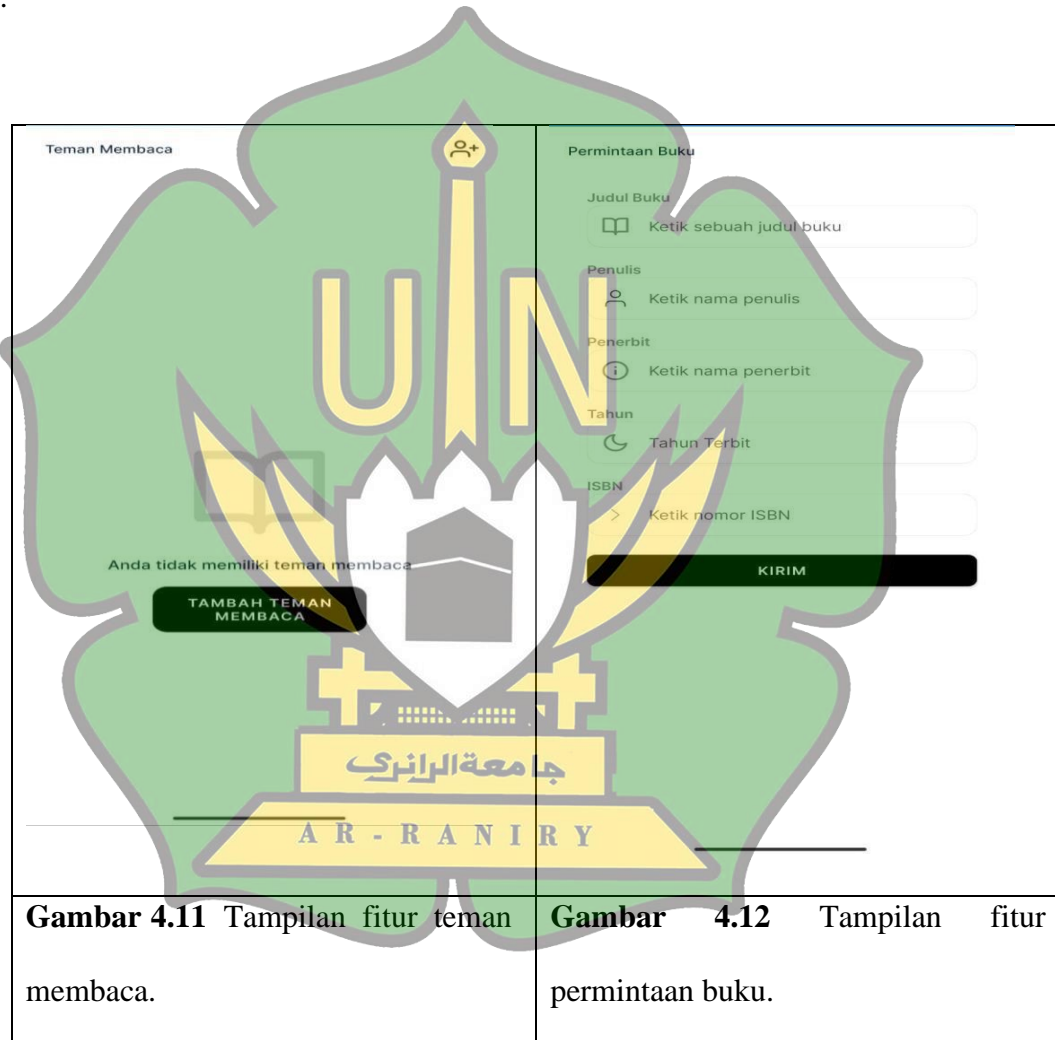 .
Teman Membaca
Anda tidak memiliki teman membaca
TAMBAH TEMAN
MEMBACA
Permintaan Buku
Judul Buku
Ketik sebuah judul buku
Penulis
Ketik nama penulis
Penerbit
Ketik nama penerbit
Tahun
Tahun Terbit
ISBN
Ketik nomor ISBN
KIRIM
UIN
جامعة الرانري
AR - RANIRY
Gambar 4.11 Tampilan fitur teman
membaca.
Gambar 4.12 Tampilan fitur
permintaan buku.